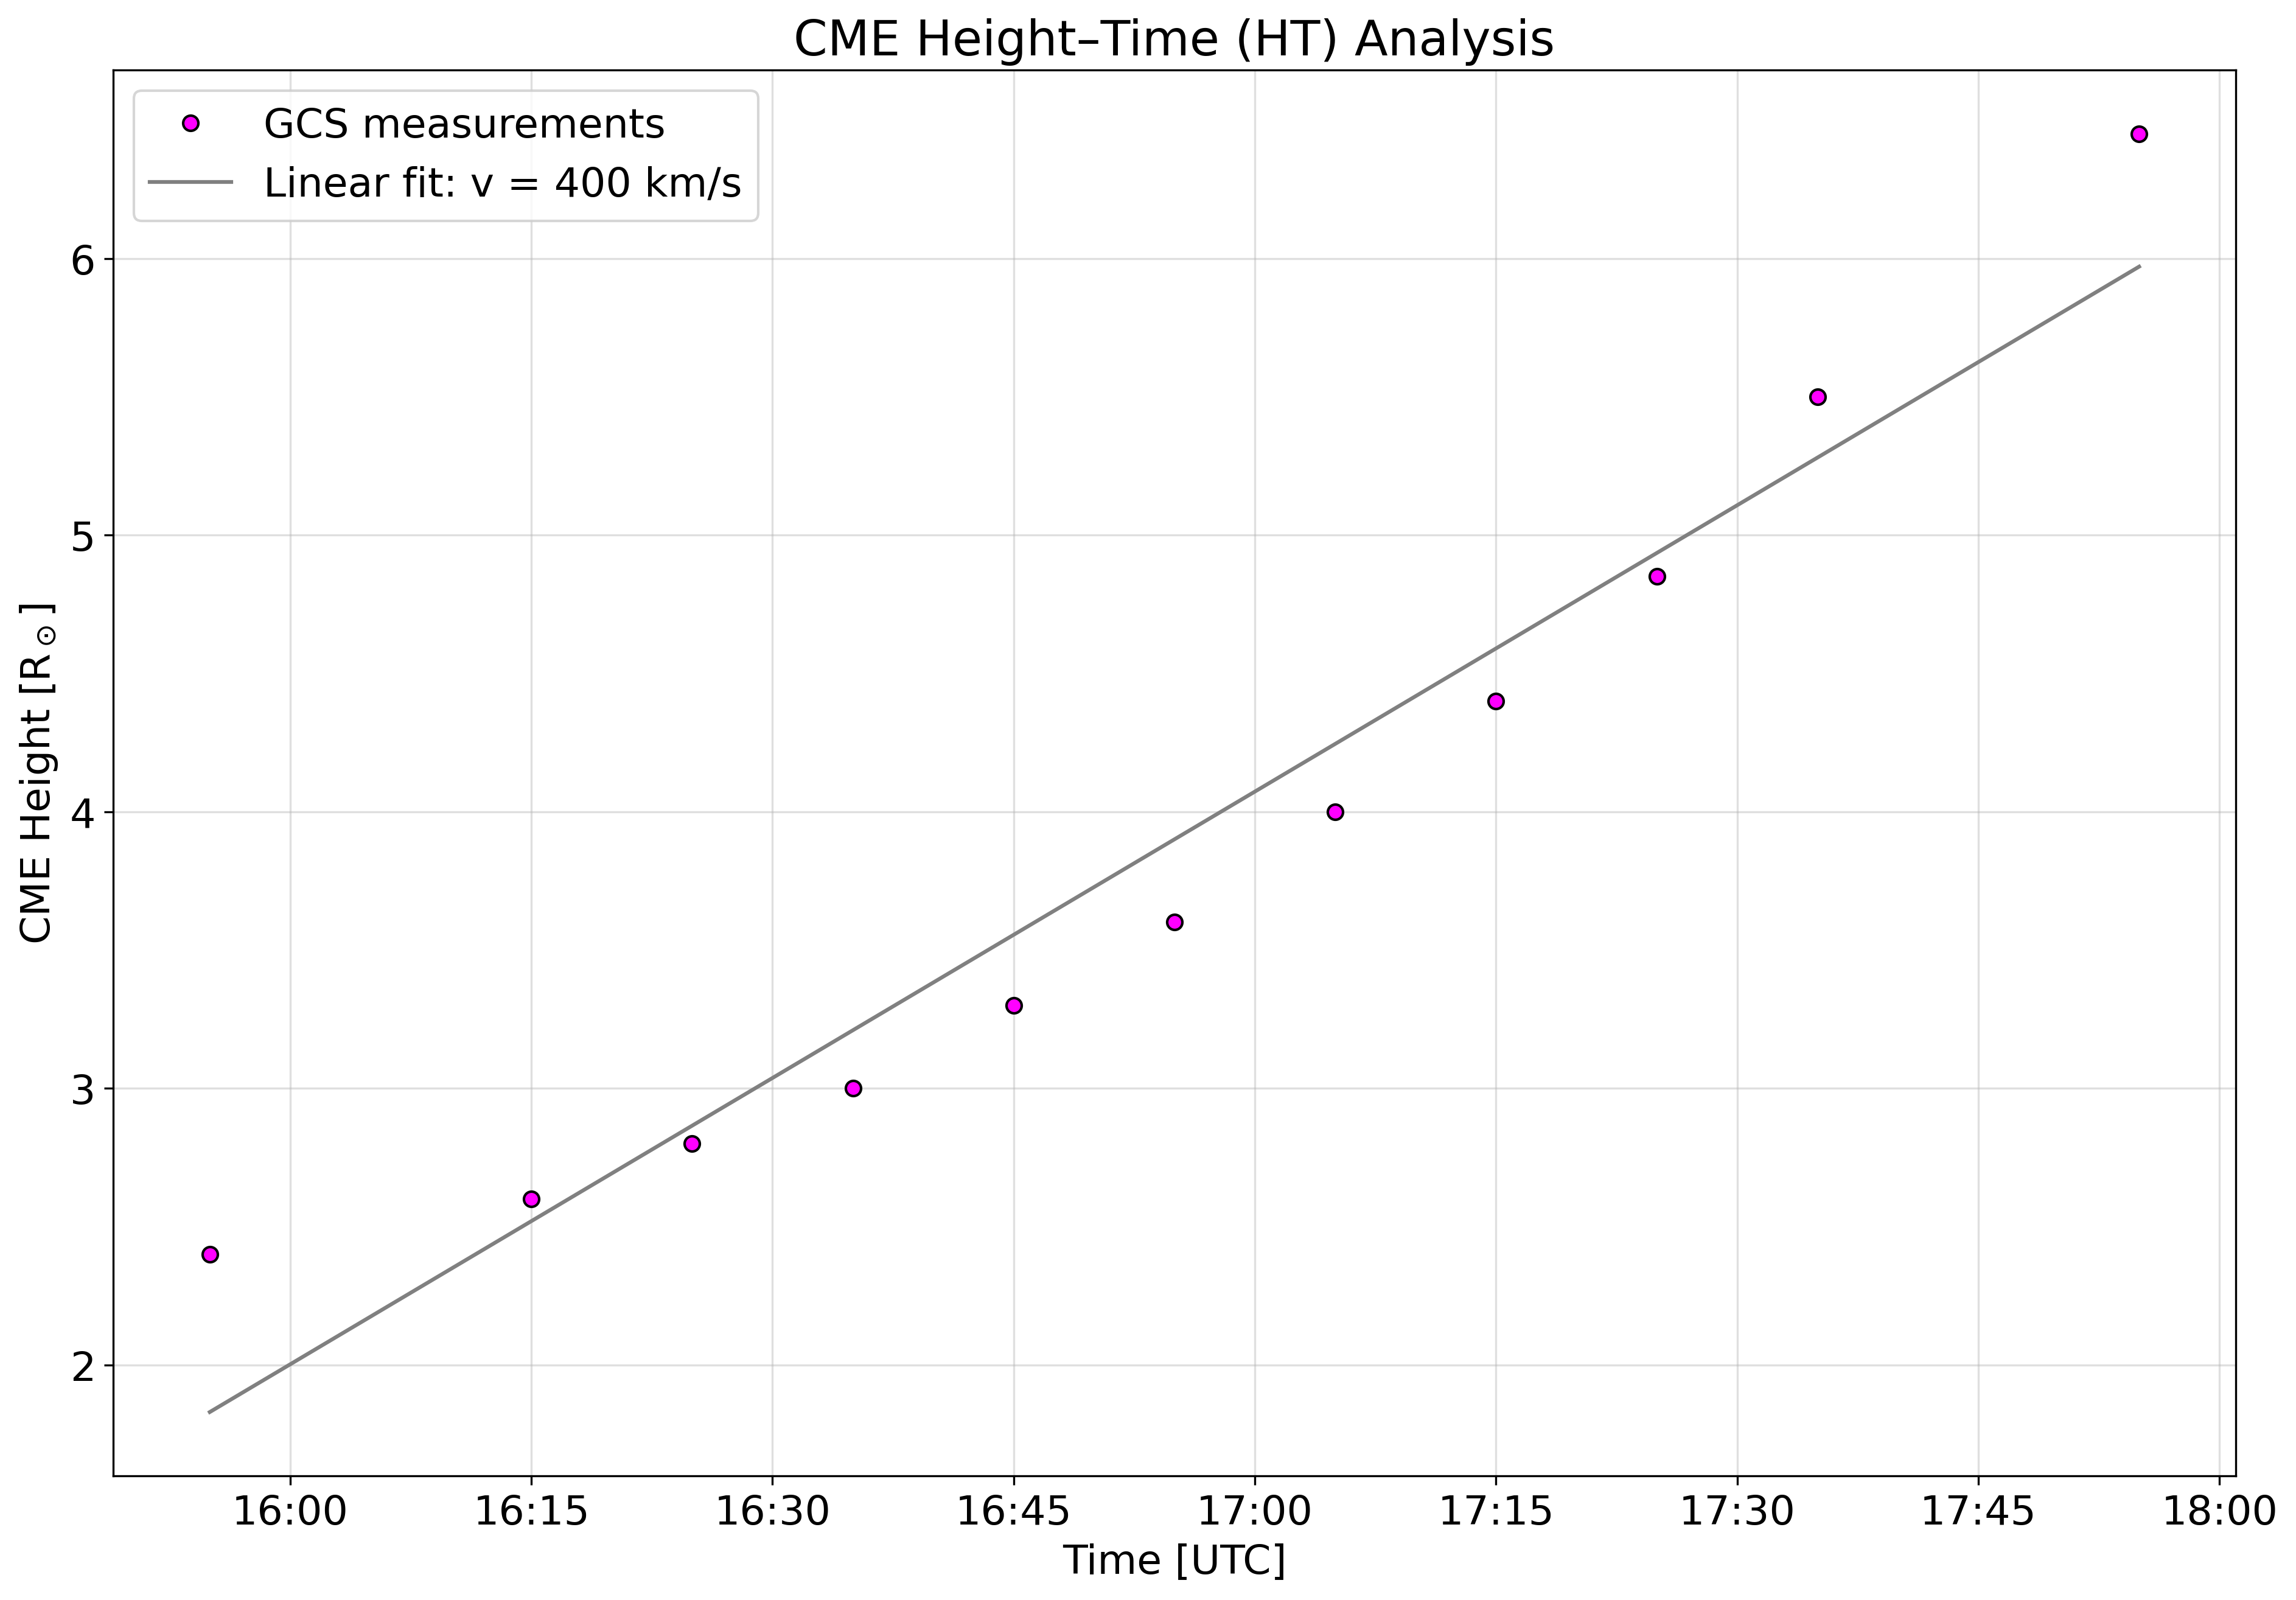 CME Height–Time (HT) Analysis
GCS measurements
Linear fit: v = 400 km/s
CME Height [R☉]
6
5
4
3
2
16:00 16:15 16:30 16:45 17:00 17:15 17:30 17:45 18:00
Time [UTC]